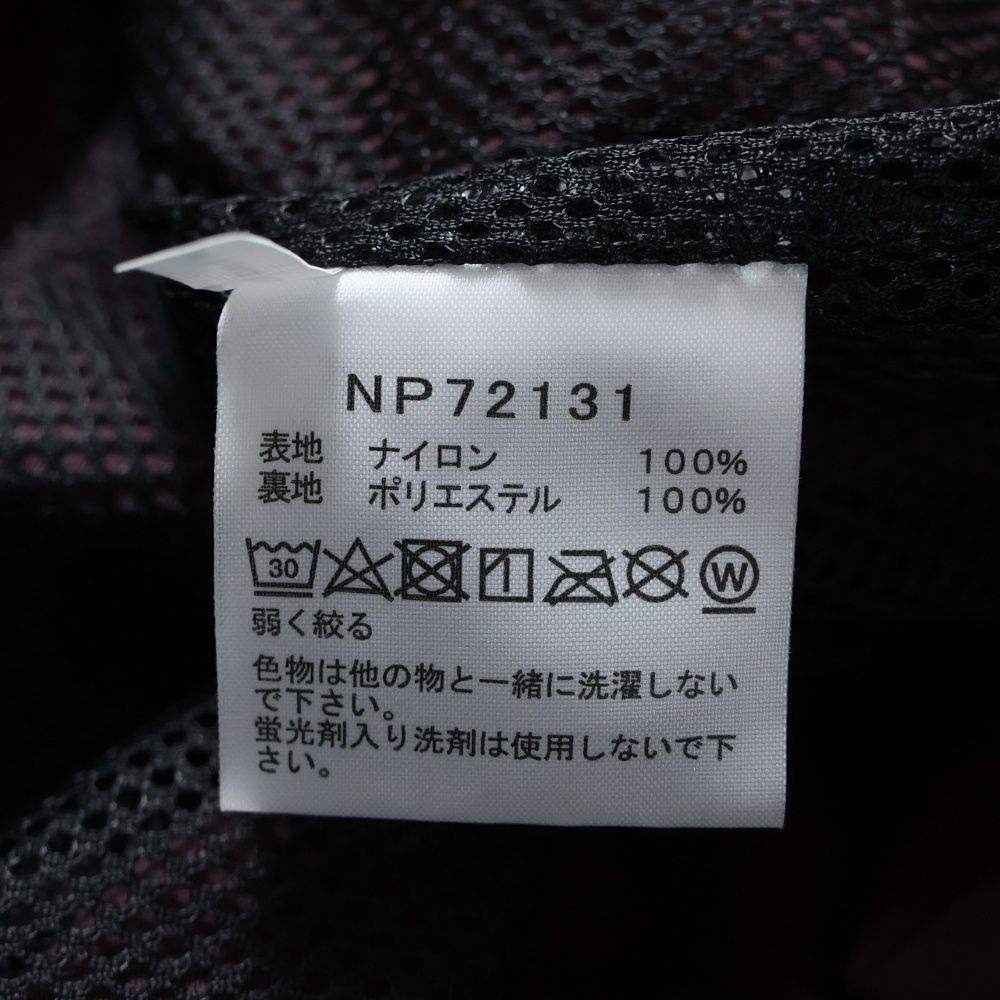 NP72131
表地 ナイロン 100%
裏地 ポリエステル 100%
30 W
弱く絞る
色物は他の物と一緒に洗濯しない
で下さい。
蛍光剤入り洗剤は使用しないで下
さい。